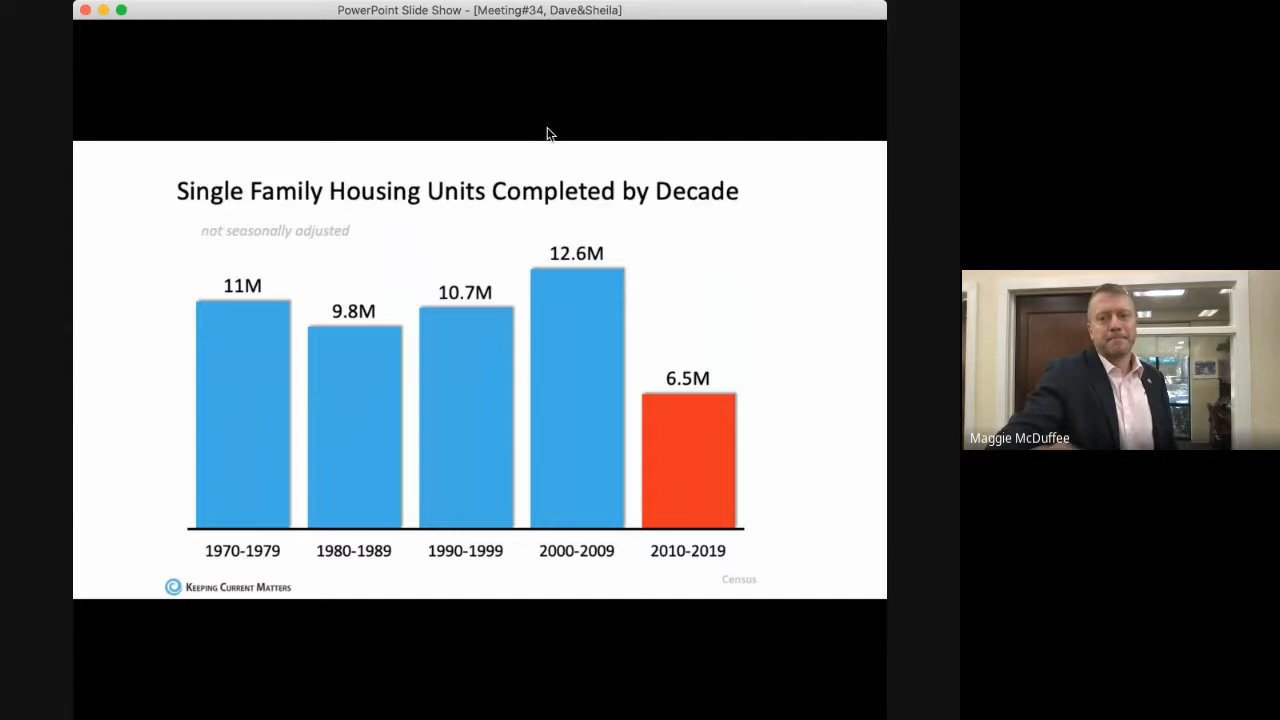 PowerPoint Slide Show - [Meeting#34, Dave&Sheila]
Single Family Housing Units Completed by Decade
not seasonally adjusted
11M
9.8M
10.7M
12.6M
6.5M
1970-1979
1980-1989
1990-1999
2000-2009
2010-2019
KEEPING CURRENT MATTERS
Census
Maggie McDuffee